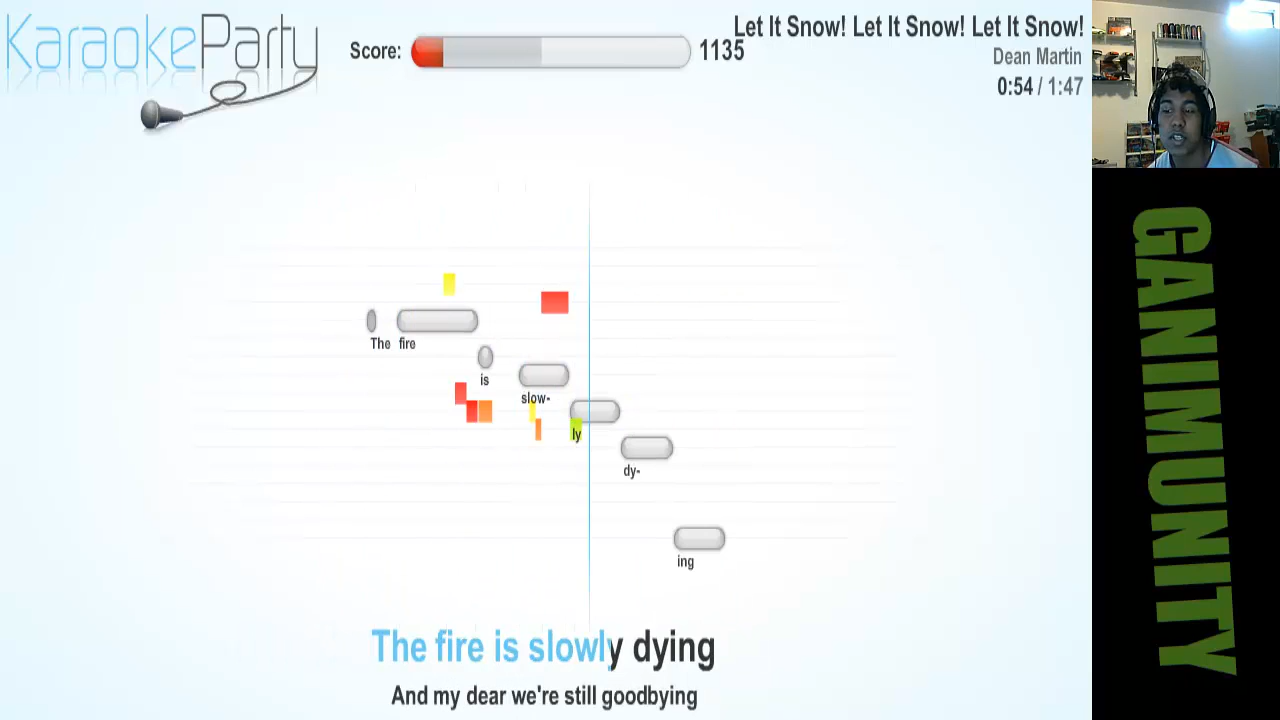 KaraokeParty
Score:
1135
Let It Snow! Let It Snow! Let It Snow!
Dean Martin
0:54 / 1:47
The fire
is
slow-
ly
dy-
ing
The fire is slowly dying
And my dear we're still goodbying
GANIMUNITY